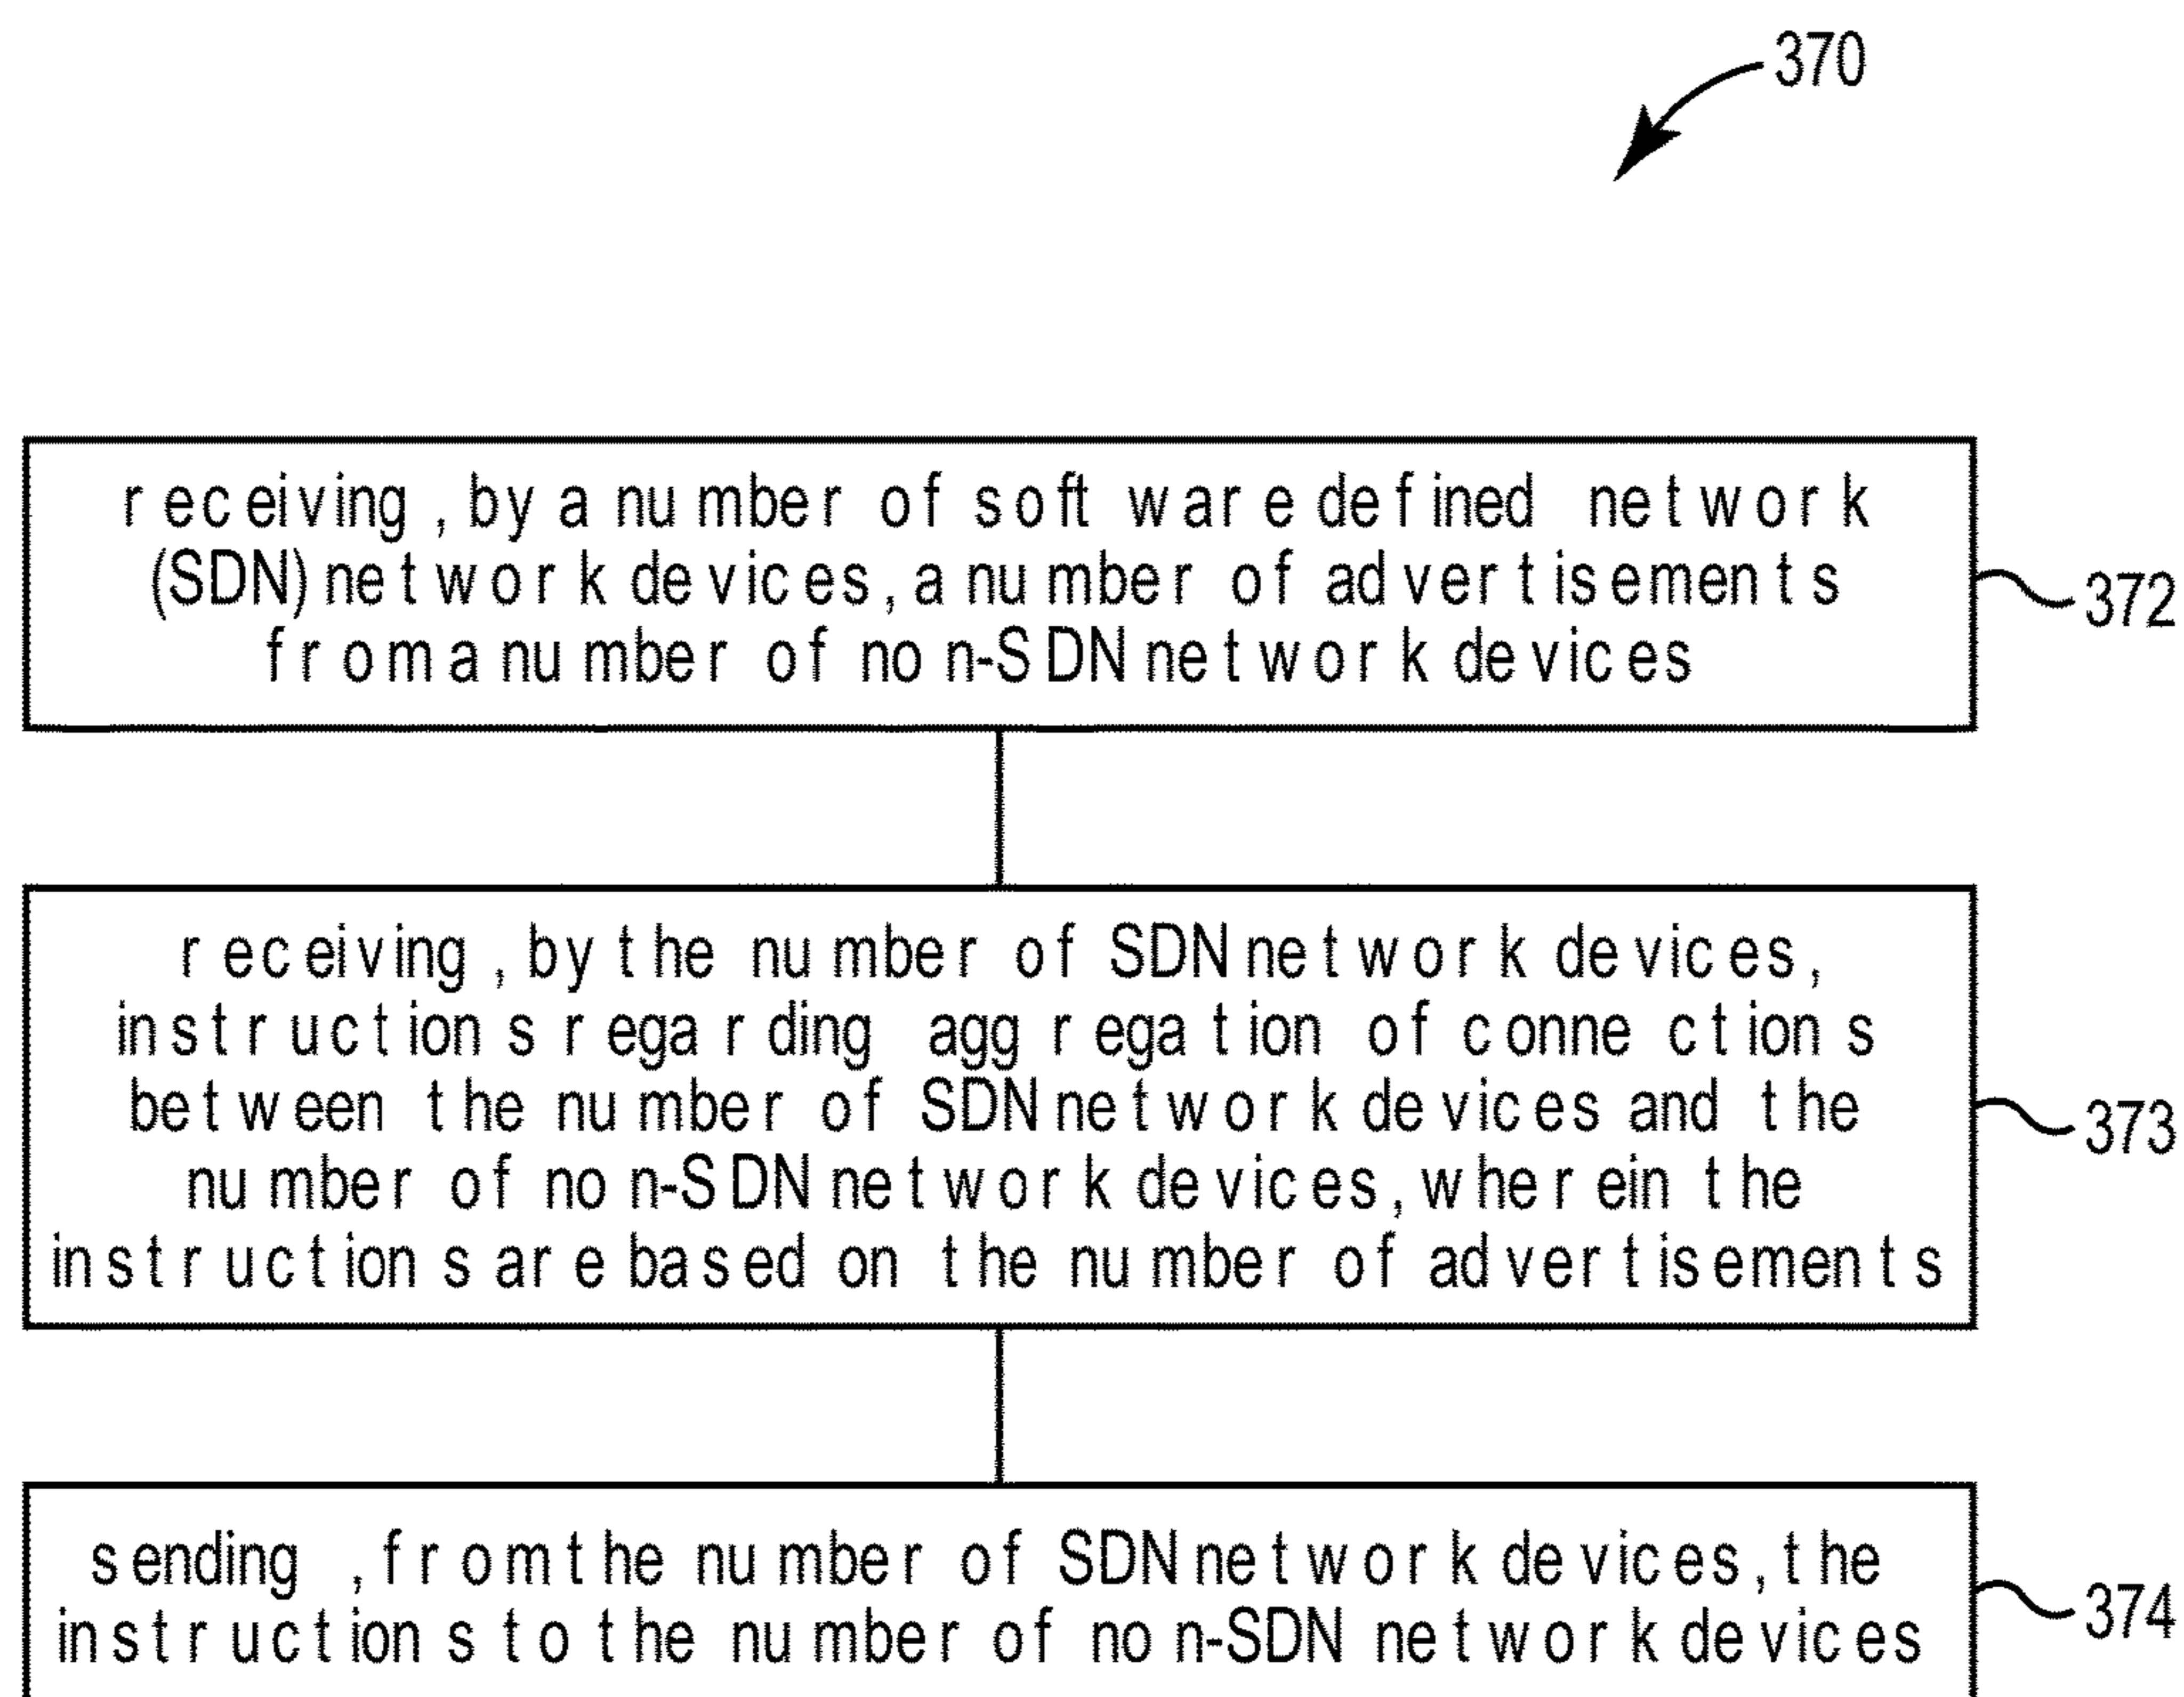 370
receiving, by a number of software defined network
(SDN) network devices, a number of advertisements
from a number of non-SDN network devices
372
receiving, by the number of SDN network devices,
instructions regarding aggregation of connections
between the number of SDN network devices and the
number of non-SDN network devices, wherein the
instructions are based on the number of advertisements
373
sending, from the number of SDN network devices, the
instructions to the number of non-SDN network devices
374